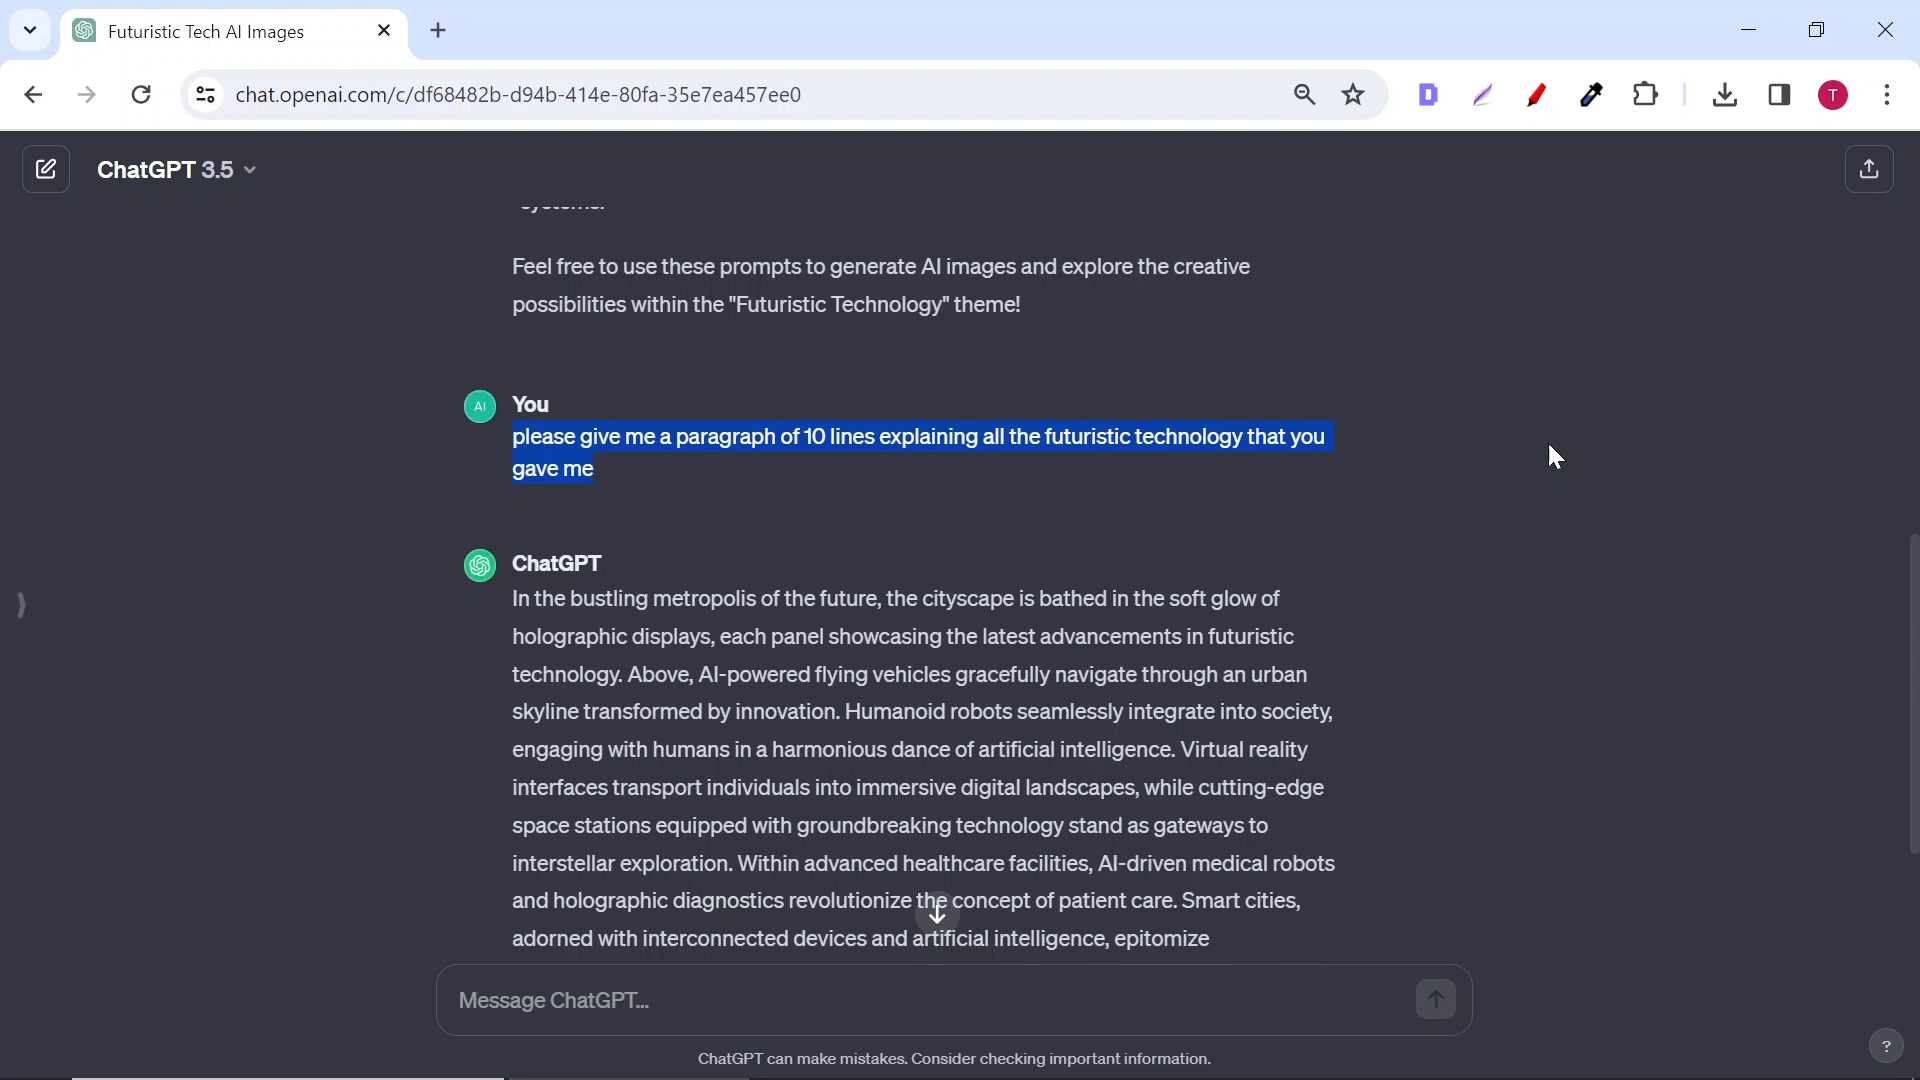 Futuristic Tech AI Images
chat.openai.com/c/df68482b-d94b-414e-80fa-35e7ea457ee0
D
T
ChatGPT 3.5
systems.
Feel free to use these prompts to generate AI images and explore the creative
possibilities within the "Futuristic Technology" theme!
AI
You
please give me a paragraph of 10 lines explaining all the futuristic technology that you
gave me
ChatGPT
In the bustling metropolis of the future, the cityscape is bathed in the soft glow of
holographic displays, each panel showcasing the latest advancements in futuristic
technology. Above, AI-powered flying vehicles gracefully navigate through an urban
skyline transformed by innovation. Humanoid robots seamlessly integrate into society,
engaging with humans in a harmonious dance of artificial intelligence. Virtual reality
interfaces transport individuals into immersive digital landscapes, while cutting-edge
space stations equipped with groundbreaking technology stand as gateways to
interstellar exploration. Within advanced healthcare facilities, AI-driven medical robots
and holographic diagnostics revolutionize the concept of patient care. Smart cities,
adorned with interconnected devices and artificial intelligence, epitomize
Message ChatGPT...
ChatGPT can make mistakes. Consider checking important information.
?